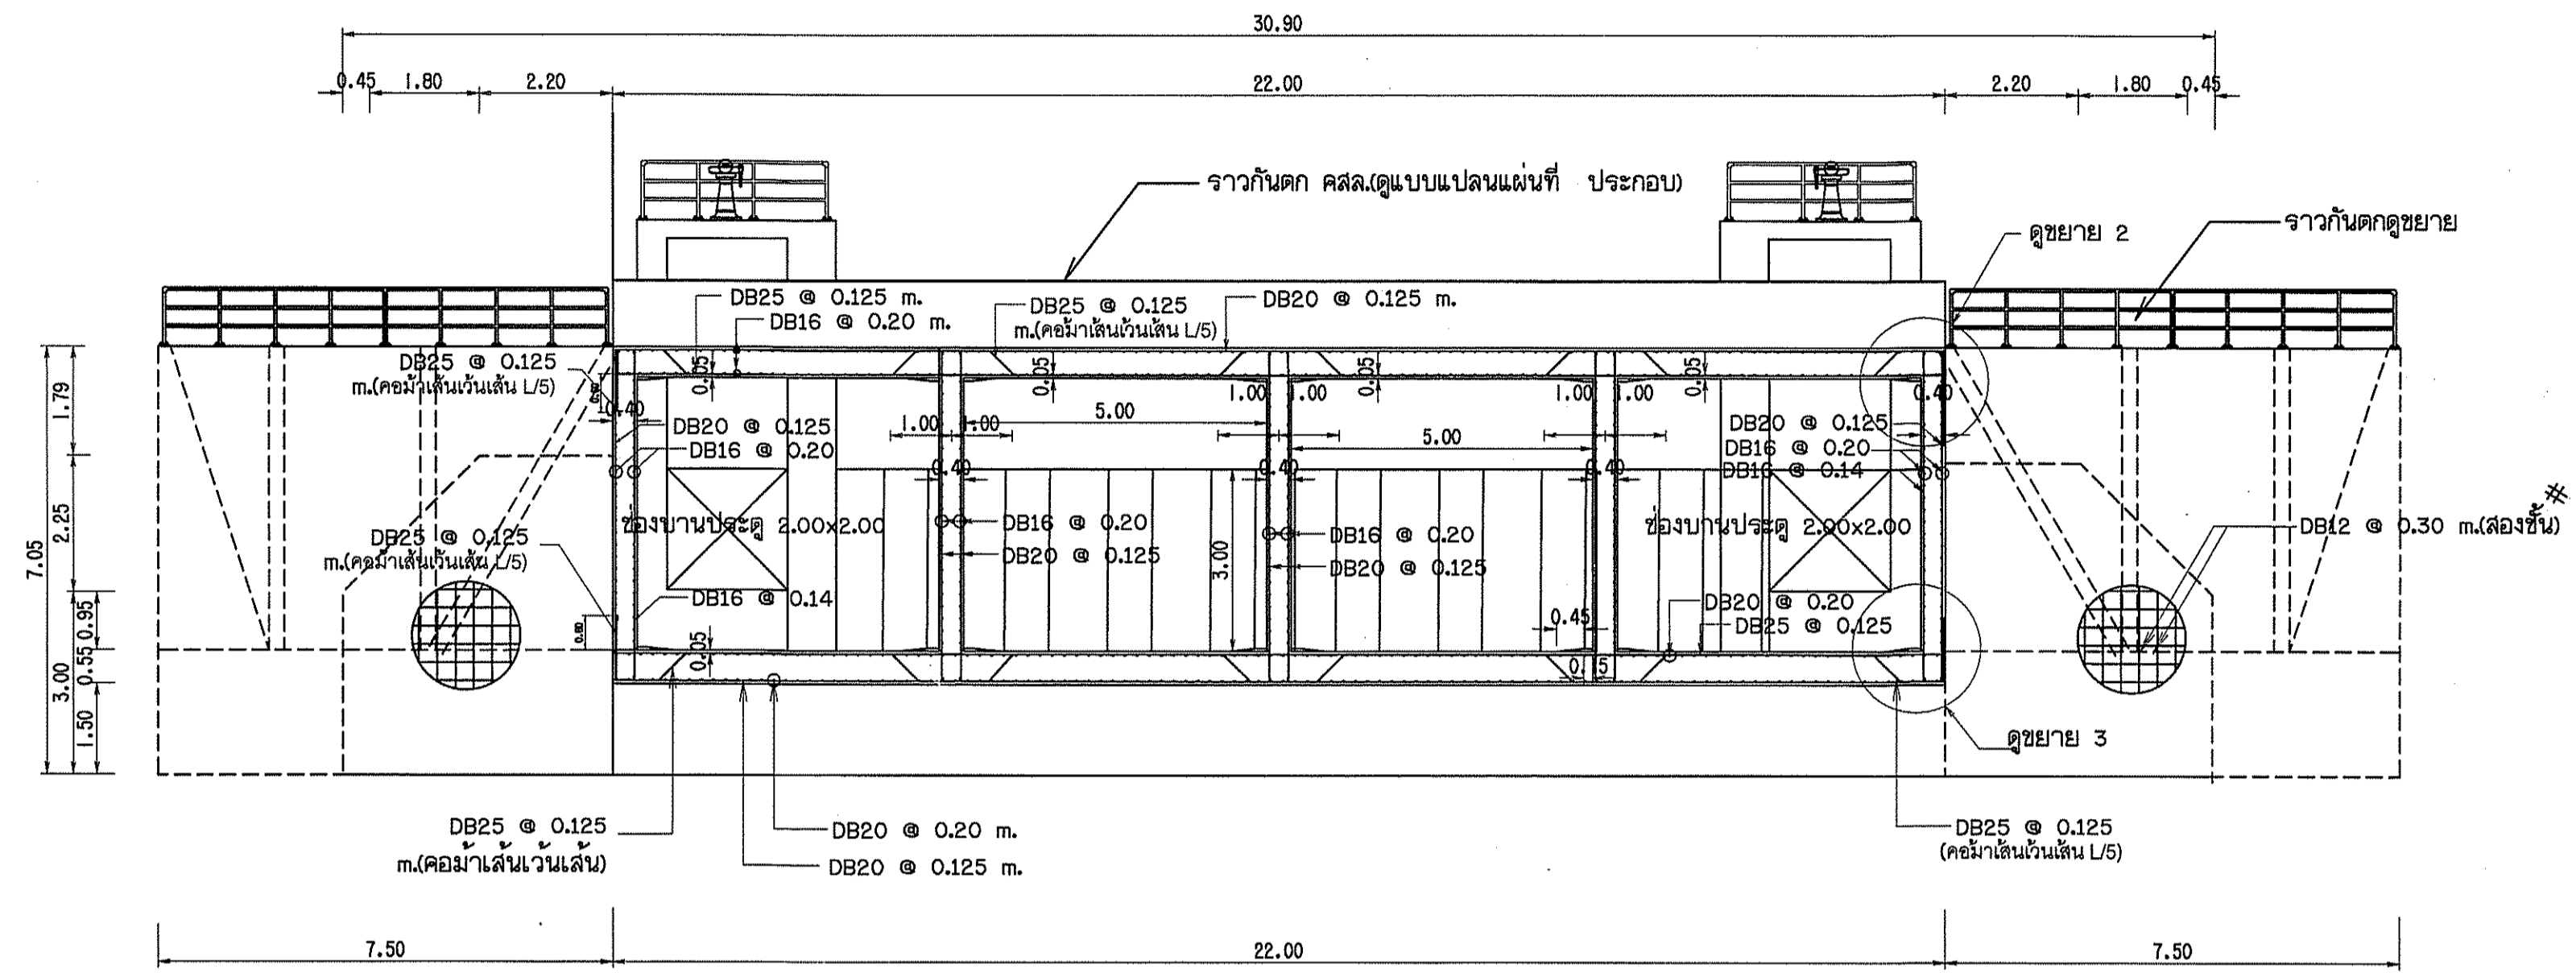 30.90
0.45 1.80 2.20 22.00 2.20 1.80 0.45
ราวกันตก คสล.(ดูแบบแปลนแผ่นที่ ประกอบ)
ดูขยาย 2
ราวกันตกดูขยาย
DB25 @ 0.125 m.
DB16 @ 0.20 m.
DB25 @ 0.125
m.(คอม้าเส้นเว้นเส้น L/5)
DB20 @ 0.125 m.
DB25 @ 0.125
m.(คอม้าเส้นเว้นเส้น L/5)
0.05 0.05 0.05 0.05
0.40 1.00 1.00 1.00 1.00 0.40
1.79
5.00
1.00 1.00
5.00
DB20 @ 0.125
DB16 @ 0.20
DB20 @ 0.125
DB16 @ 0.20
DB16 @ 0.14
0.40 0.40 0.40
2.25
7.05
ช่องบานประตู 2.00x2.00
ช่องบานประตู 2.00x2.00
DB16 @ 0.20
DB20 @ 0.125
DB16 @ 0.20
DB20 @ 0.125
3.00
DB12 @ 0.30 m.(สองชั้น) #
DB25 @ 0.125
m.(คอม้าเส้นเว้นเส้น L/5)
DB16 @ 0.14
DB20 @ 0.20
DB25 @ 0.125
0.95
0.45
0.05
0.55
3.00
1.50
ดูขยาย 3
DB25 @ 0.125
m.(คอม้าเส้นเว้นเส้น)
DB20 @ 0.20 m.
DB20 @ 0.125 m.
DB25 @ 0.125
(คอม้าเส้นเว้นเส้น L/5)
7.50 22.00 7.50